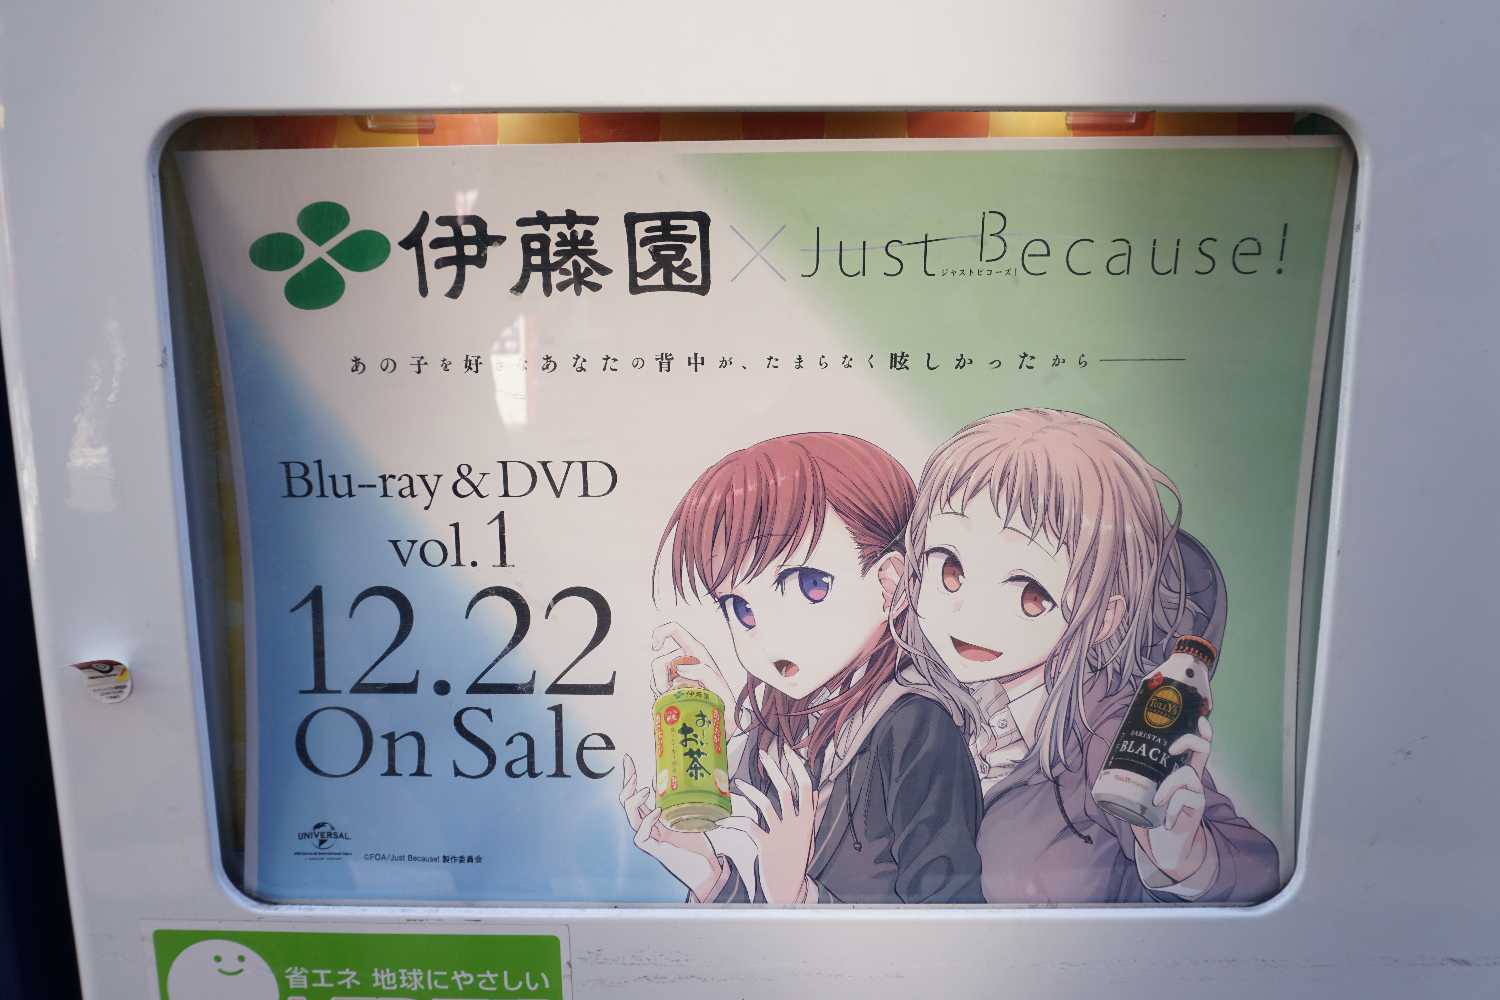 伊藤園×Just Because!
ジャストビコーズ!
あの子を好きなあなたの背中が、たまらなく眩しかったから――
Blu-ray & DVD
vol.1
12.22
On Sale
伊藤園
お〜いお茶
TULLY'S
BARISTA'S
BLACK
UNIVERSAL
©FOA/Just Because! 製作委員会
省エネ 地球にやさしい